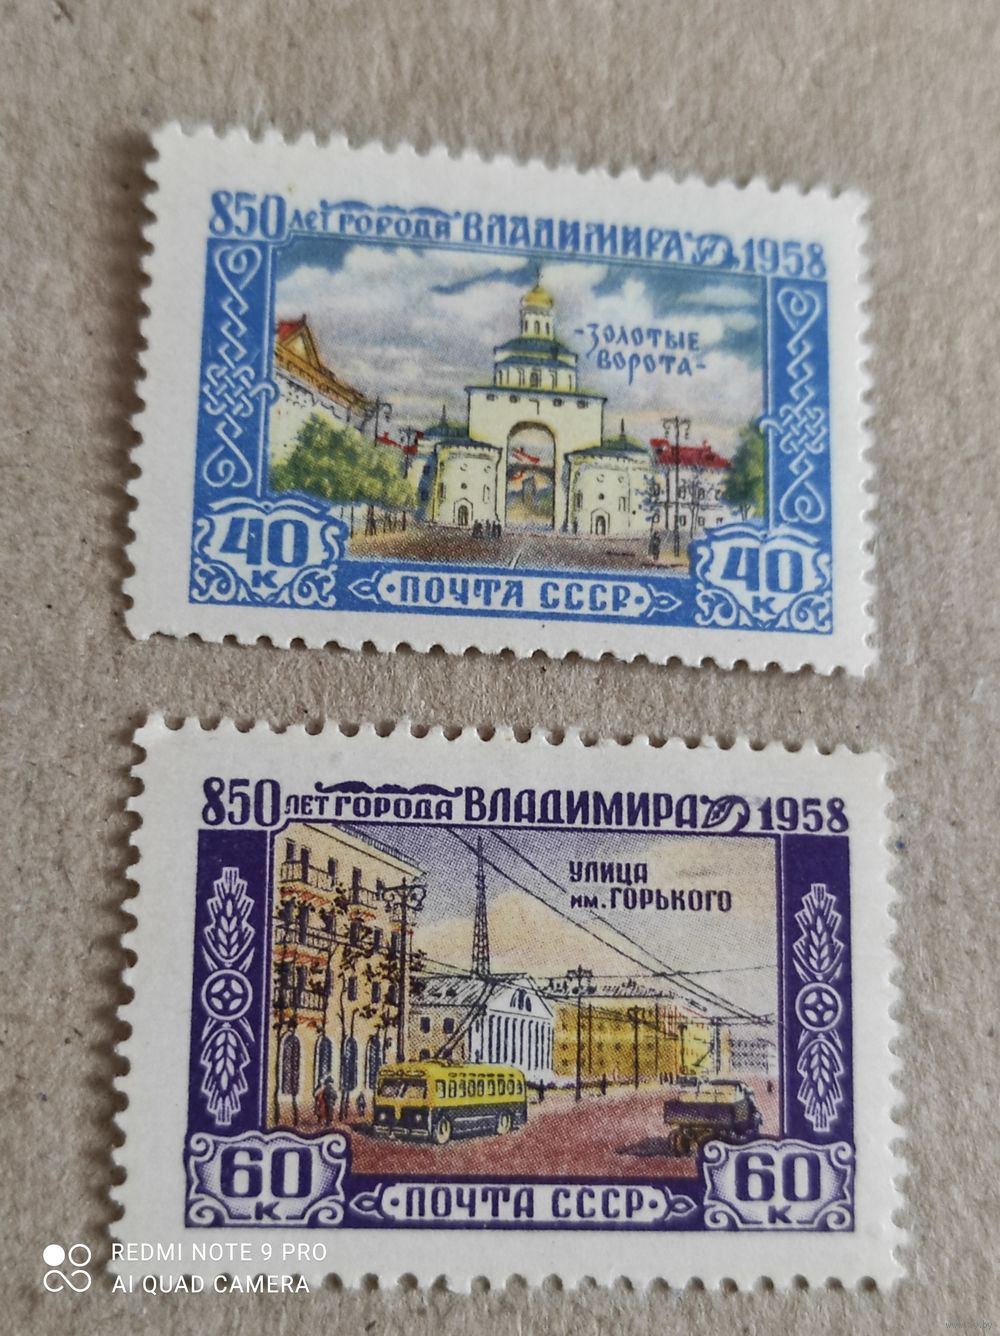 850 ЛЕТ ГОРОДА ВЛАДИМИРА 1958
-ЗОЛОТЫЕ
ВОРОТА-
40 К
40 К
·ПОЧТА СССР·
850 ЛЕТ ГОРОДА ВЛАДИМИРА 1958
УЛИЦА
ИМ. ГОРЬКОГО
60 К
60 К
·ПОЧТА СССР·
REDMI NOTE 9 PRO
AI QUAD CAMERA